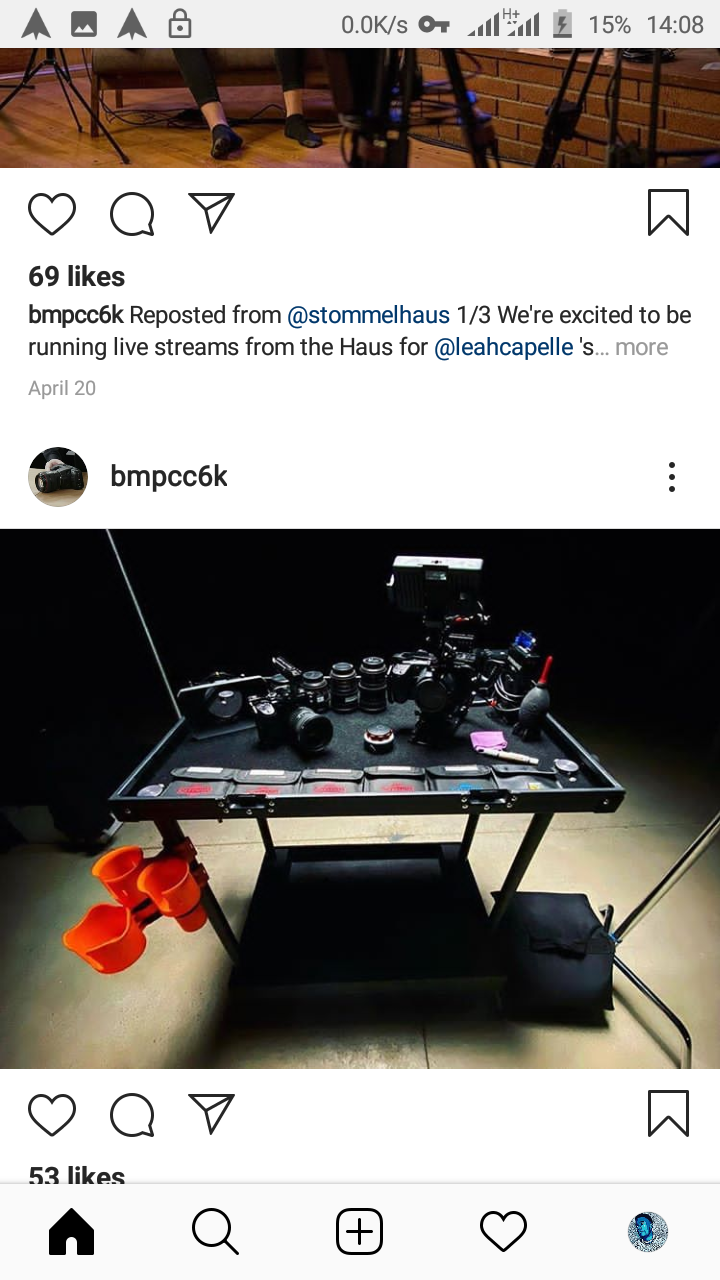 0.0K/s H+ 15% 14:08
69 likes
bmpcc6k Reposted from @stommelhaus 1/3 We're excited to be
running live streams from the Haus for @leahcapelle 's... more
April 20
bmpcc6k
53 likes